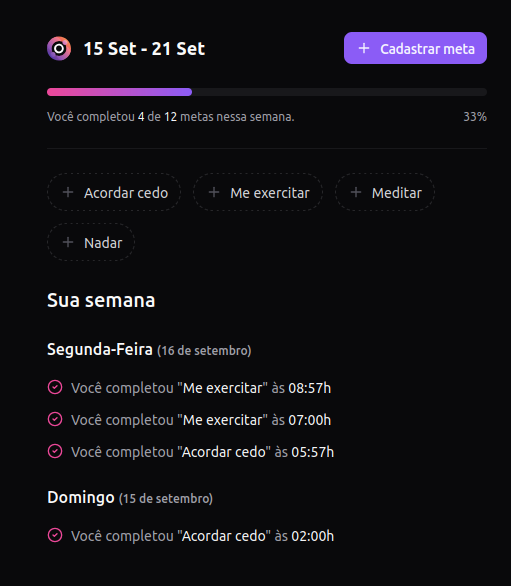 15 Set - 21 Set
Cadastrar meta
Você completou 4 de 12 metas nessa semana.
33%
Acordar cedo
Me exercitar
Meditar
Nadar
Sua semana
Segunda-Feira (16 de setembro)
Você completou "Me exercitar" às 08:57h
Você completou "Me exercitar" às 07:00h
Você completou "Acordar cedo" às 05:57h
Domingo (15 de setembro)
Você completou "Acordar cedo" às 02:00h